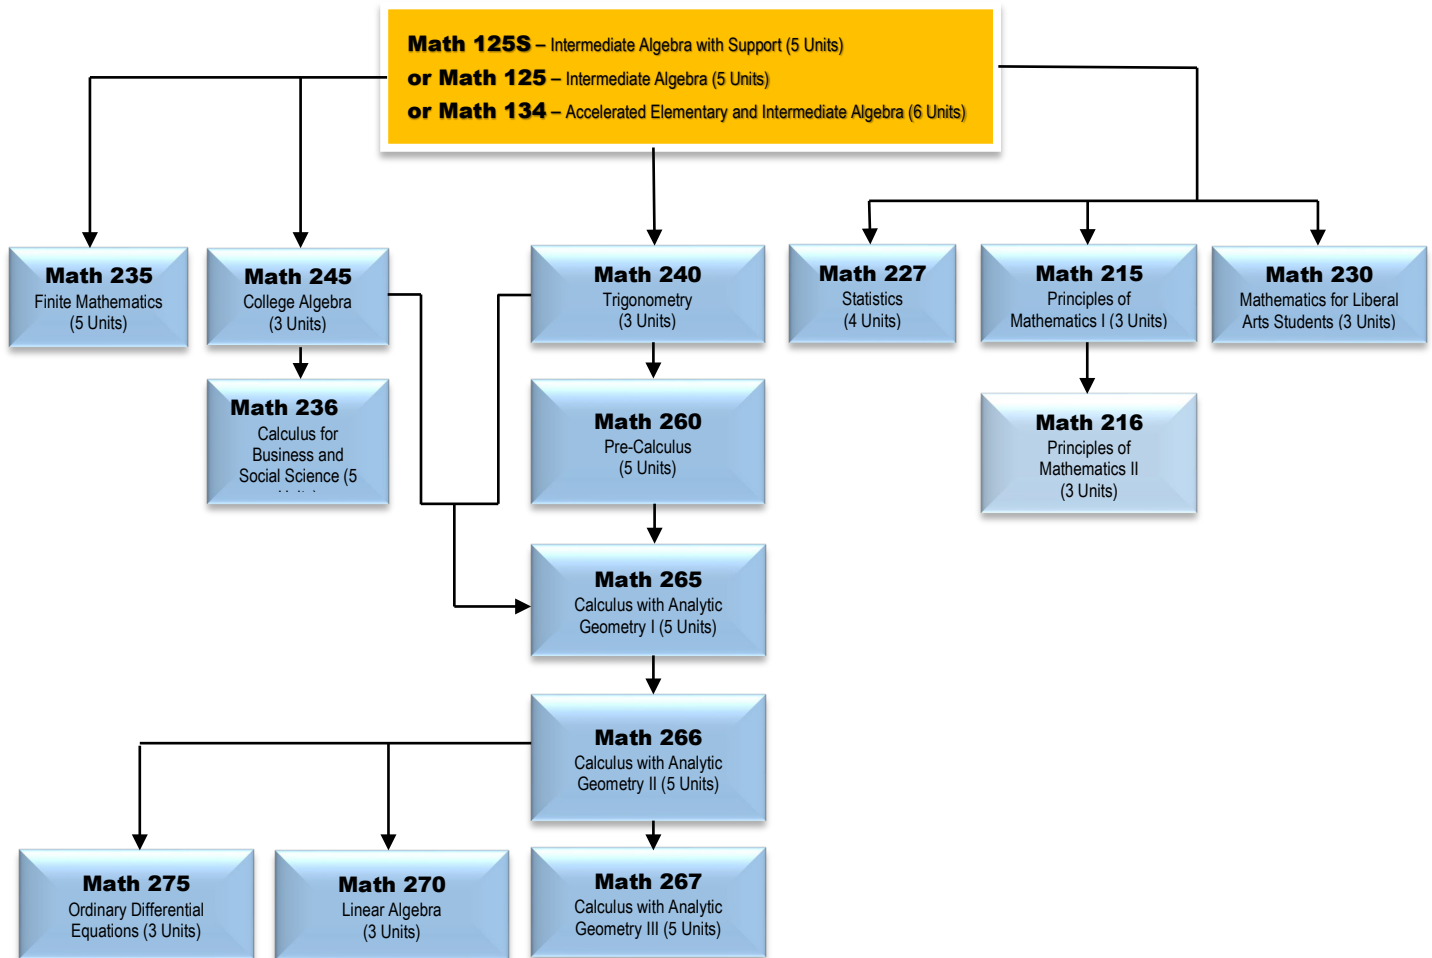 Math 125S – Intermediate Algebra with Support (5 Units)
or Math 125 – Intermediate Algebra (5 Units)
or Math 134 – Accelerated Elementary and Intermediate Algebra (6 Units)
Math 235
Finite Mathematics
(5 Units)
Math 245
College Algebra
(3 Units)
Math 240
Trigonometry
(3 Units)
Math 227
Statistics
(4 Units)
Math 215
Principles of
Mathematics I (3 Units)
Math 230
Mathematics for Liberal
Arts Students (3 Units)
Math 236
Calculus for
Business and
Social Science (5
Math 260
Pre-Calculus
(5 Units)
Math 216
Principles of
Mathematics II
(3 Units)
Math 265
Calculus with Analytic
Geometry I (5 Units)
Math 266
Calculus with Analytic
Geometry II (5 Units)
Math 275
Ordinary Differential
Equations (3 Units)
Math 270
Linear Algebra
(3 Units)
Math 267
Calculus with Analytic
Geometry III (5 Units)